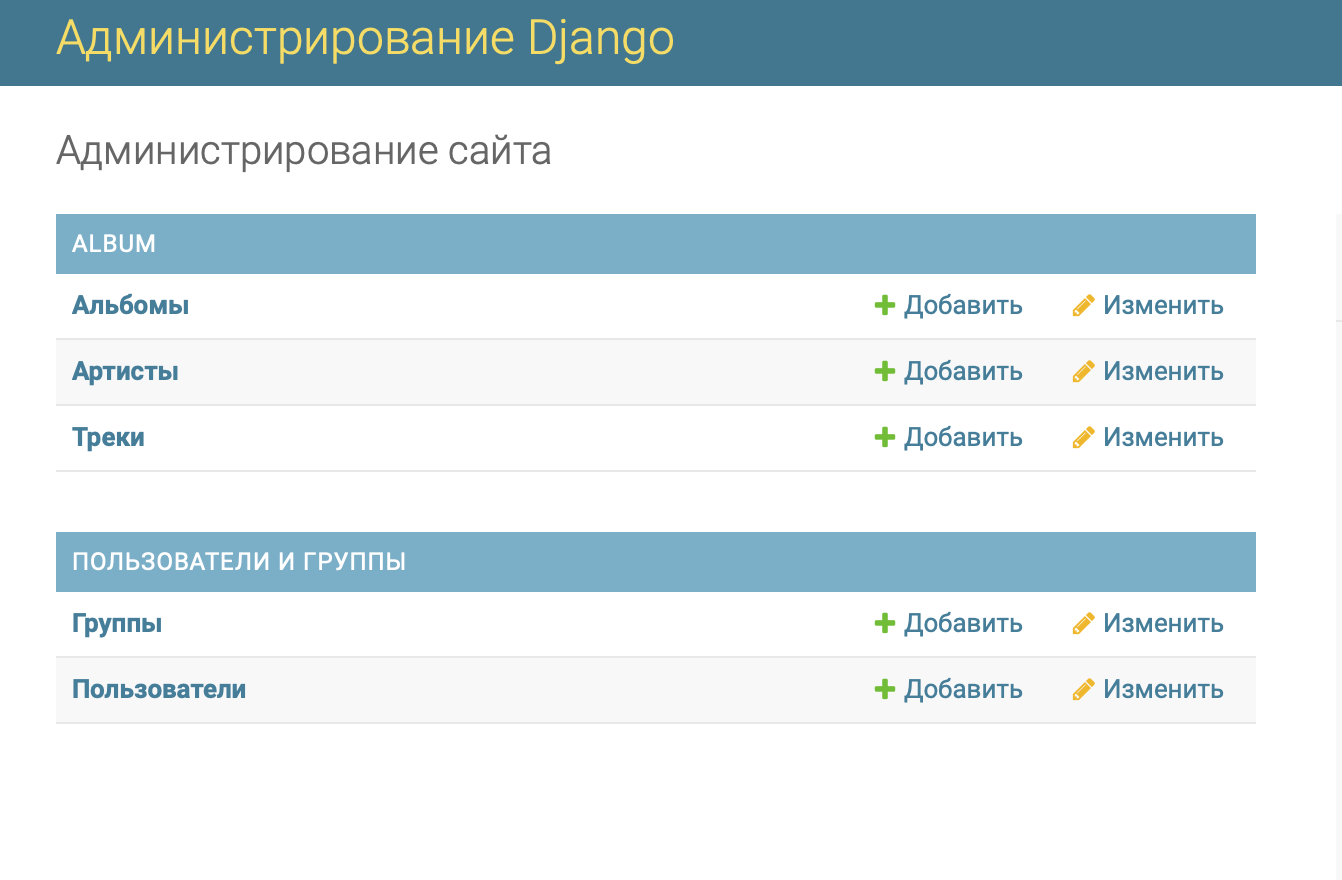 Администрирование Django
Администрирование сайта
ALBUM
Альбомы Добавить Изменить
Артисты Добавить Изменить
Треки Добавить Изменить
ПОЛЬЗОВАТЕЛИ И ГРУППЫ
Группы Добавить Изменить
Пользователи Добавить Изменить